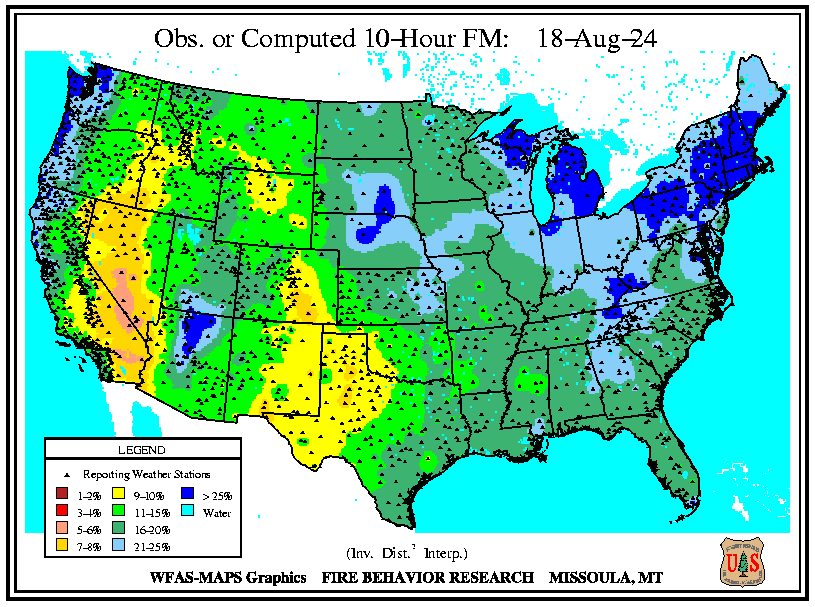 Obs. or Computed 10-Hour FM: 18-Aug-24
LEGEND
Reporting Weather Stations
1-2% 9-10% > 25%
3-4% 11-15% Water
5-6% 16-20%
7-8% 21-25%
(Inv. Dist.² Interp.)
WFAS-MAPS Graphics FIRE BEHAVIOR RESEARCH MISSOULA, MT
U S